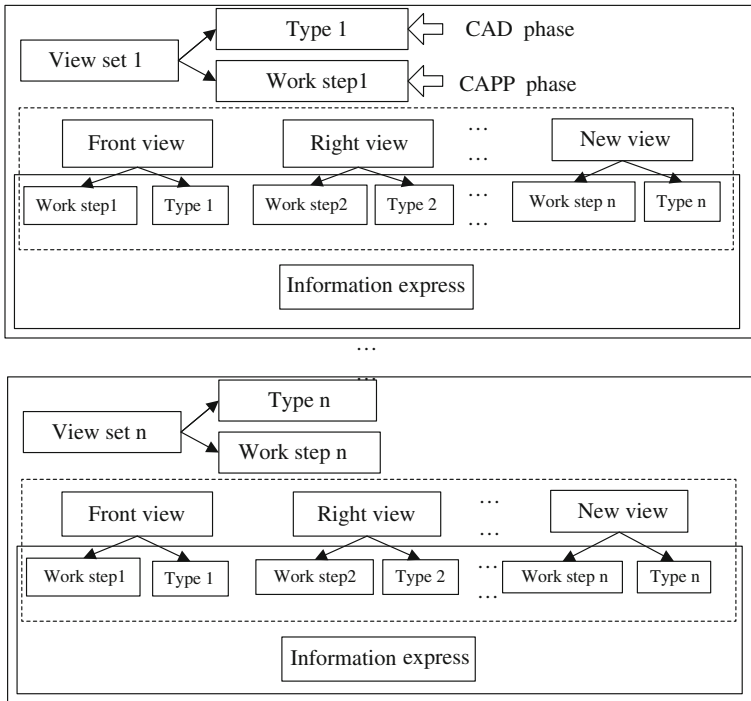 Type 1
CAD phase
View set 1
Work step1
CAPP phase
Front view
Right view
…
…
New view
Work step1
Type 1
Work step2
Type 2
…
…
Work step n
Type n
Information express
…
…
Type n
View set n
Work step n
Front view
Right view
…
…
New view
Work step1
Type 1
Work step2
Type 2
…
…
Work step n
Type n
Information express